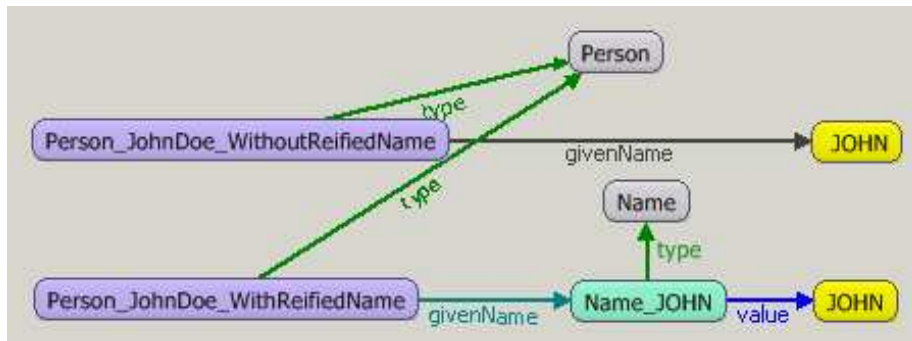 Person
type
Person_JohnDoe_WithoutReifiedName
givenName
JOHN
type
Name
type
Person_JohnDoe_WithReifiedName
givenName
Name_JOHN
value
JOHN